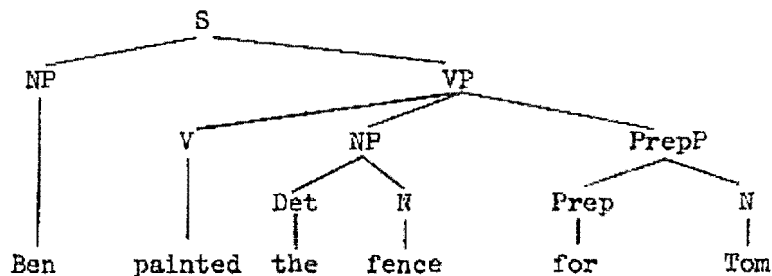 S
NP VP
V NP PrepP
Det N Prep N
Ben painted the fence for Tom